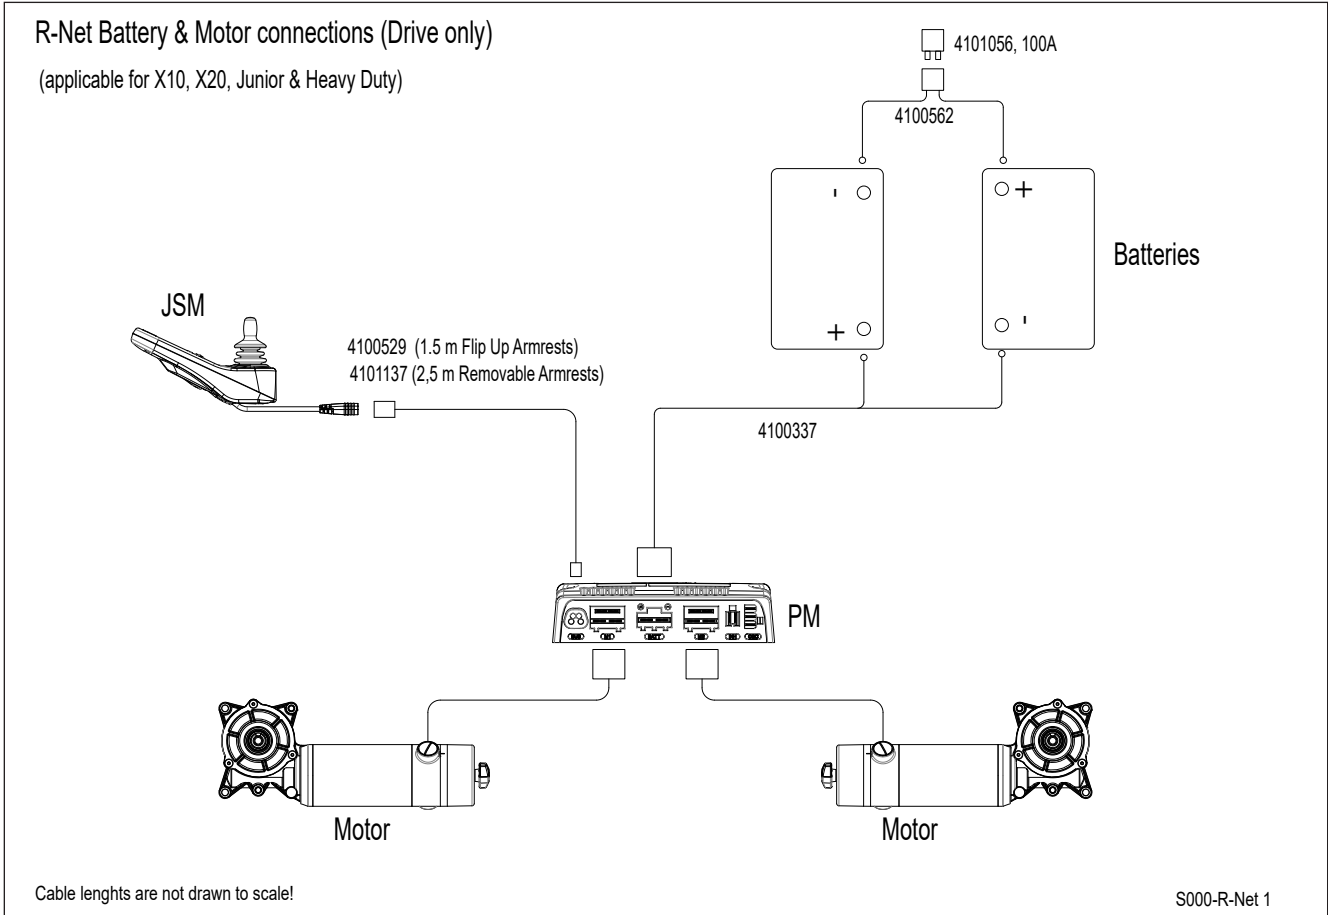 R-Net Battery & Motor connections (Drive only)
(applicable for X10, X20, Junior & Heavy Duty)
4101056, 100A
4100562
-
+
+
-
Batteries
JSM
4100529 (1.5 m Flip Up Armrests)
4101137 (2,5 m Removable Armrests)
4100337
PM
BATT
Motor
Motor
Cable lenghts are not drawn to scale!
S000-R-Net 1